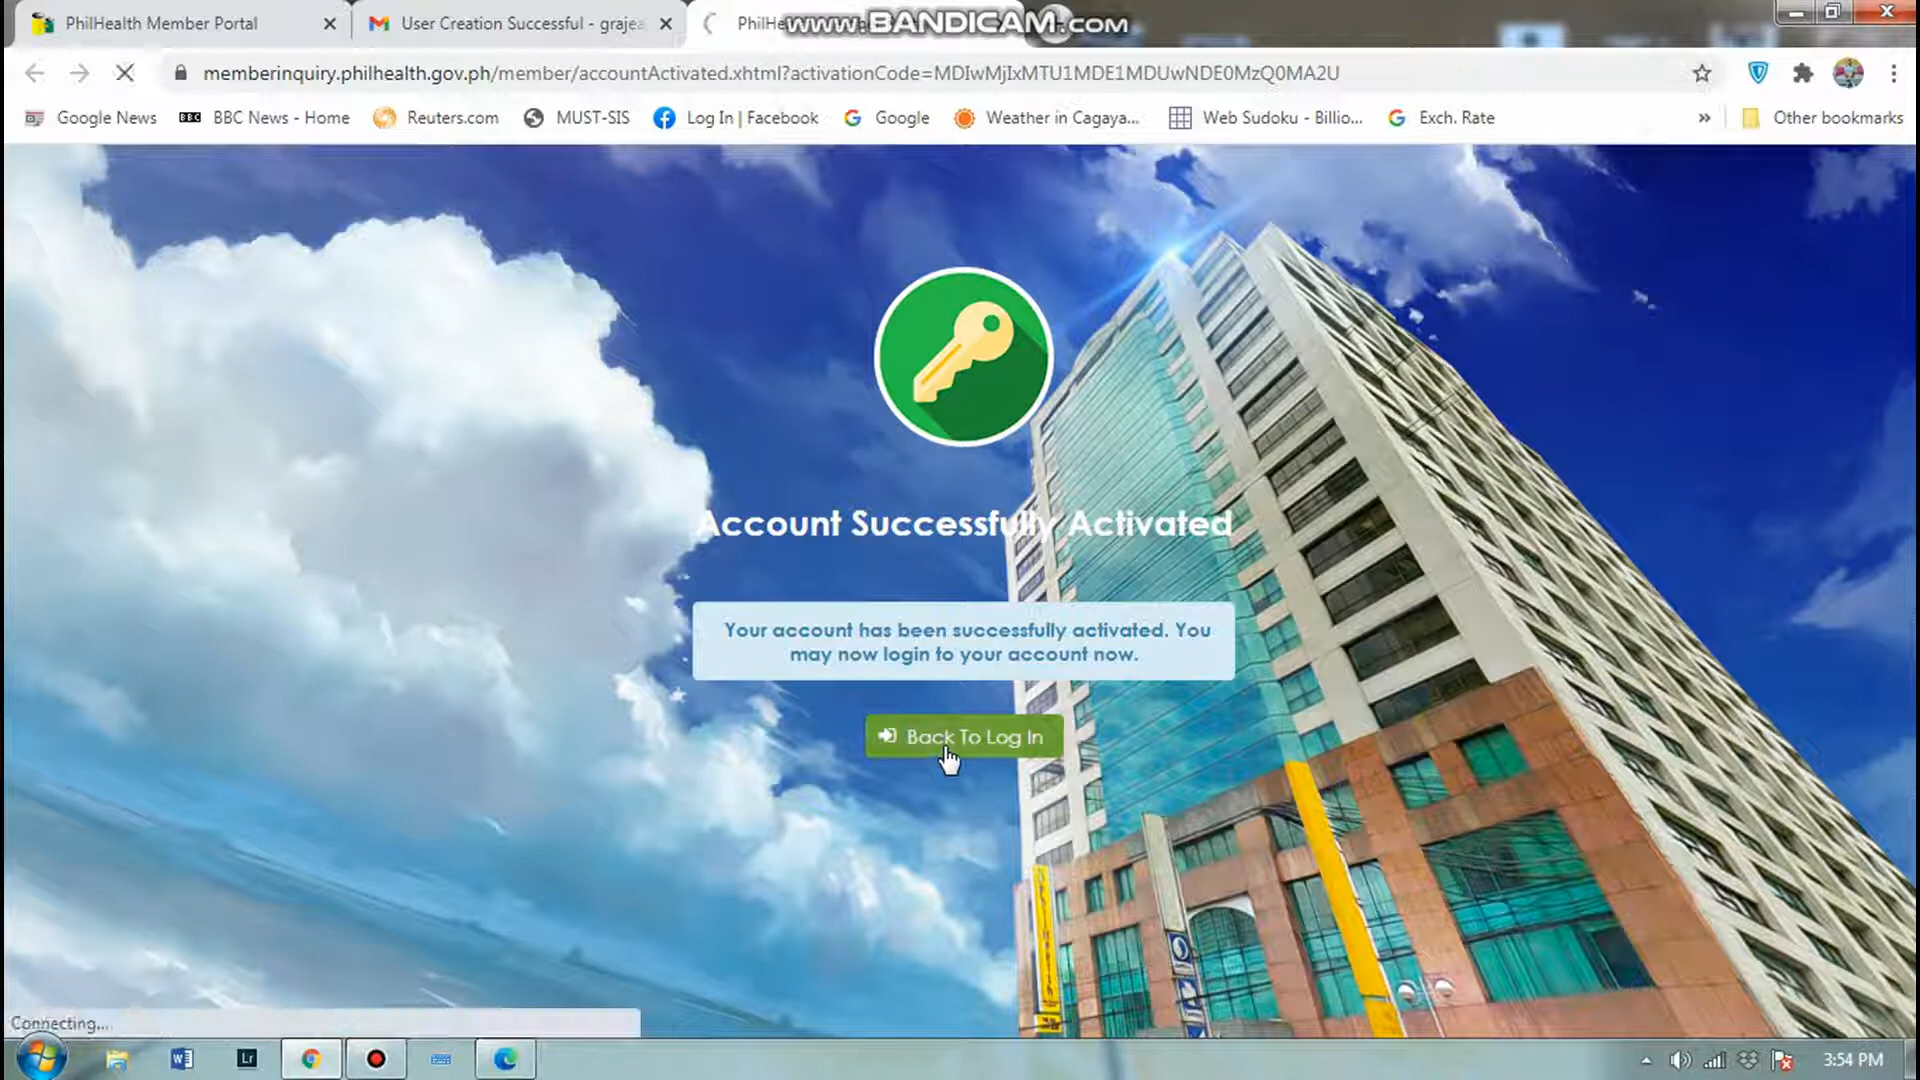 PhilHealth Member Portal
User Creation Successful - grajea
PhilHe
www.BANDICAM.com
memberinquiry.philhealth.gov.ph/member/accountActivated.xhtml?activationCode=MDIwMjIxMTU1MDE1MDUwNDE0MzQ0MA2U
Google News
BBC
BBC News - Home
Reuters.com
MUST-SIS
Log In | Facebook
Google
Weather in Cagaya...
Web Sudoku - Billio...
Exch. Rate
»
Other bookmarks
Account Successfully Activated
Your account has been successfully activated. You
may now login to your account now.
Back To Log In
Connecting...
Lr
3:54 PM